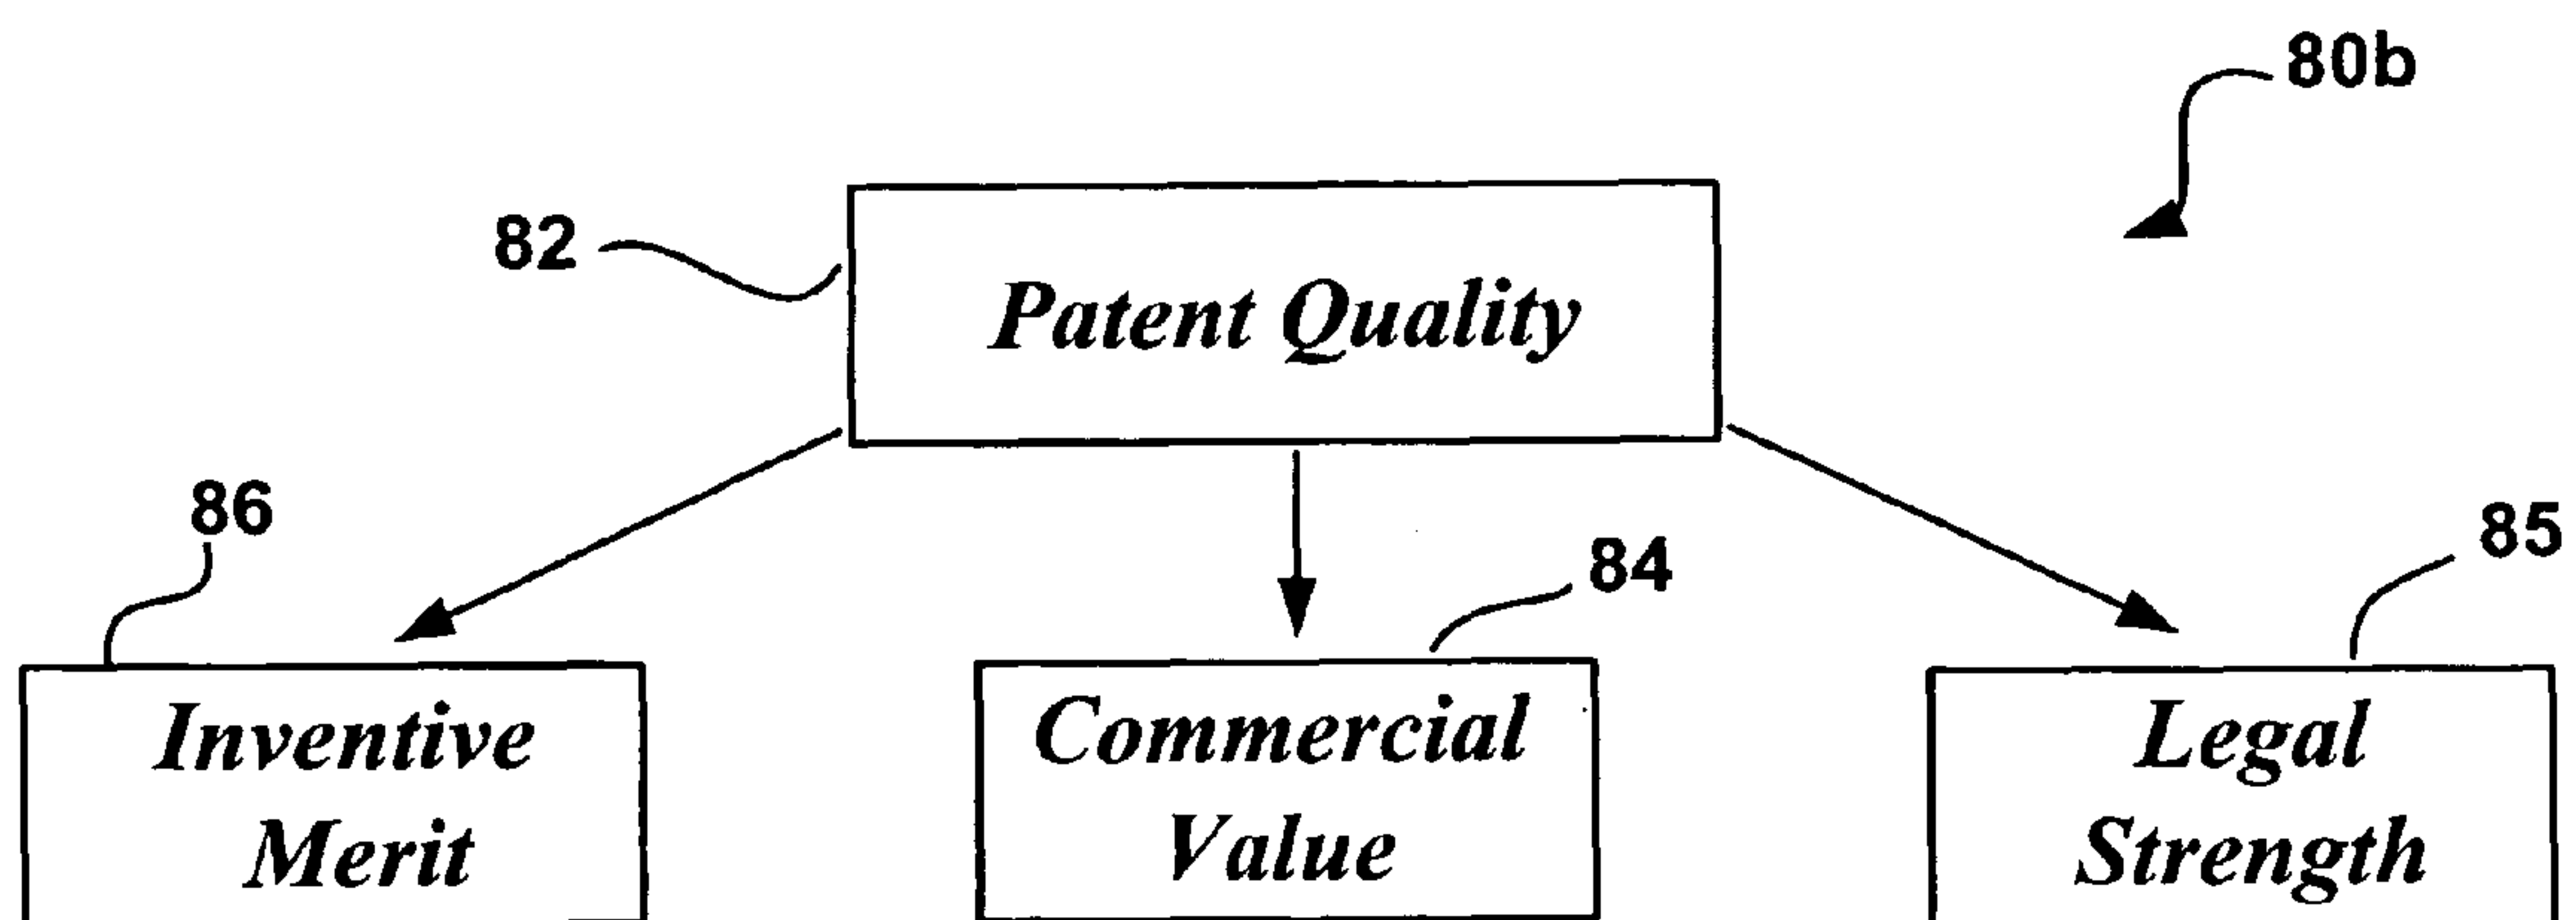 80b
82
Patent Quality
86
84
85
Inventive
Merit
Commercial
Value
Legal
Strength